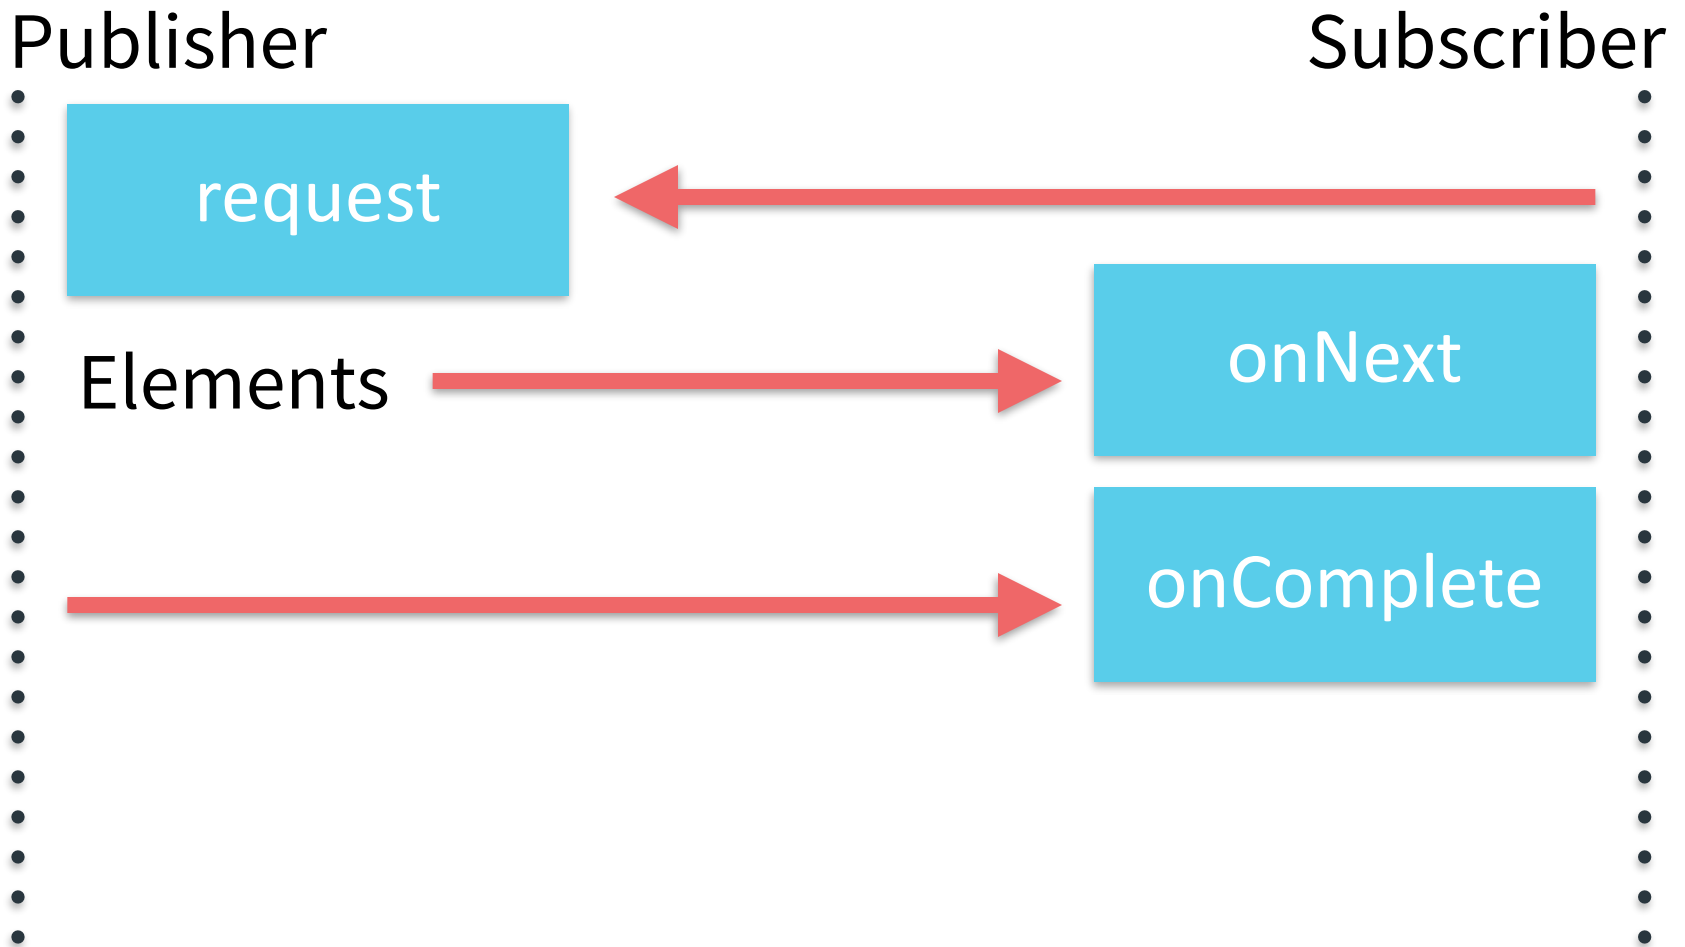 Publisher
Subscriber
request
onNext
Elements
onComplete